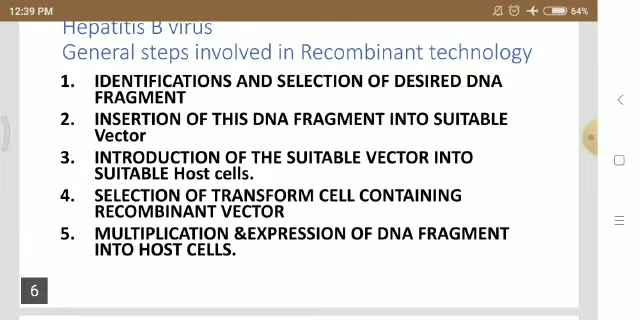 12:39 PM
64%
Hepatitis B virus
General steps involved in Recombinant technology
1. IDENTIFICATIONS AND SELECTION OF DESIRED DNA
FRAGMENT
2. INSERTION OF THIS DNA FRAGMENT INTO SUITABLE
Vector
3. INTRODUCTION OF THE SUITABLE VECTOR INTO
SUITABLE Host cells.
4. SELECTION OF TRANSFORM CELL CONTAINING
RECOMBINANT VECTOR
5. MULTIPLICATION &EXPRESSION OF DNA FRAGMENT
INTO HOST CELLS.
6